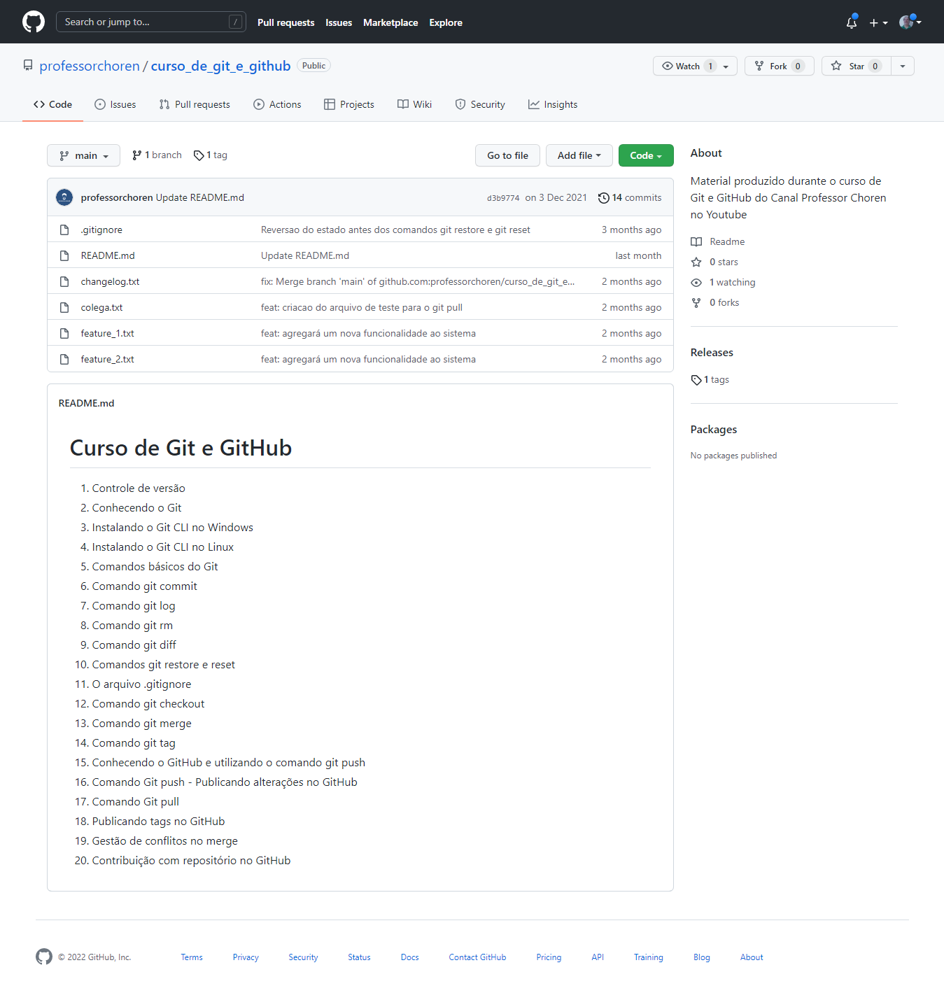 Search or jump to... /
Pull requests Issues Marketplace Explore
professorchoren / curso_de_git_e_github Public
Watch 1 Fork 0 Star 0
Code Issues Pull requests Actions Projects Wiki Security Insights
main 1 branch 1 tag Go to file Add file Code
professorchoren Update README.md d3b9774 on 3 Dec 2021 14 commits
.gitignore Reversao do estado antes dos comandos git restore e git reset 3 months ago
README.md Update README.md last month
changelog.txt fix: Merge branch 'main' of github.com:professorchoren/curso_de_git_e... 2 months ago
colega.txt feat: criacao do arquivo de teste para o git pull 2 months ago
feature_1.txt feat: agregará um nova funcionalidade ao sistema 2 months ago
feature_2.txt feat: agregará um nova funcionalidade ao sistema 2 months ago
README.md
Curso de Git e GitHub
1. Controle de versão
2. Conhecendo o Git
3. Instalando o Git CLI no Windows
4. Instalando o Git CLI no Linux
5. Comandos básicos do Git
6. Comando git commit
7. Comando git log
8. Comando git rm
9. Comando git diff
10. Comandos git restore e reset
11. O arquivo .gitignore
12. Comando git checkout
13. Comando git merge
14. Comando git tag
15. Conhecendo o GitHub e utilizando o comando git push
16. Comando Git push - Publicando alterações no GitHub
17. Comando Git pull
18. Publicando tags no GitHub
19. Gestão de conflitos no merge
20. Contribuição com repositório no GitHub
About
Material produzido durante o curso de
Git e GitHub do Canal Professor Choren
no Youtube
Readme
0 stars
1 watching
0 forks
Releases
1 tags
Packages
No packages published
© 2022 GitHub, Inc. Terms Privacy Security Status Docs Contact GitHub Pricing API Training Blog About